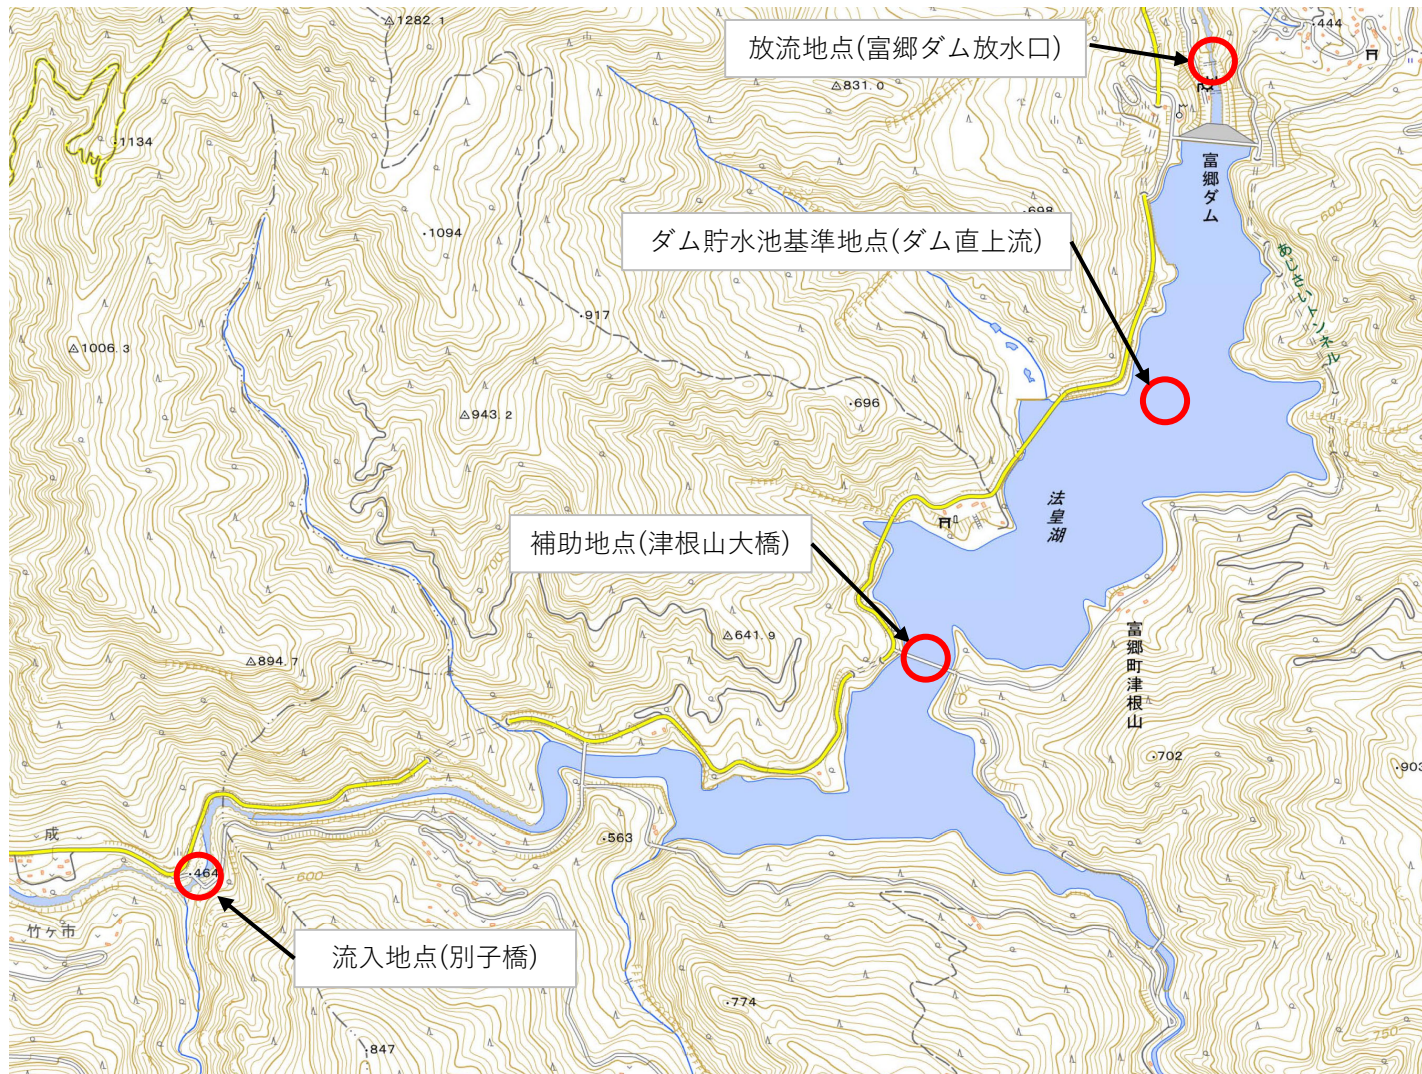 1282.1
放流地点(富郷ダム放水口)
444
831.0
1134
富郷ダム
698
600
1094
ダム貯水池基準地点(ダム直上流)
あじさいトンネル
917
1006.3
696
943.2
法皇湖
補助地点(津根山大橋)
700
641.9
富郷町津根山
894.7
702
903
成
563
464
600
竹ヶ市
流入地点(別子橋)
774
847
750